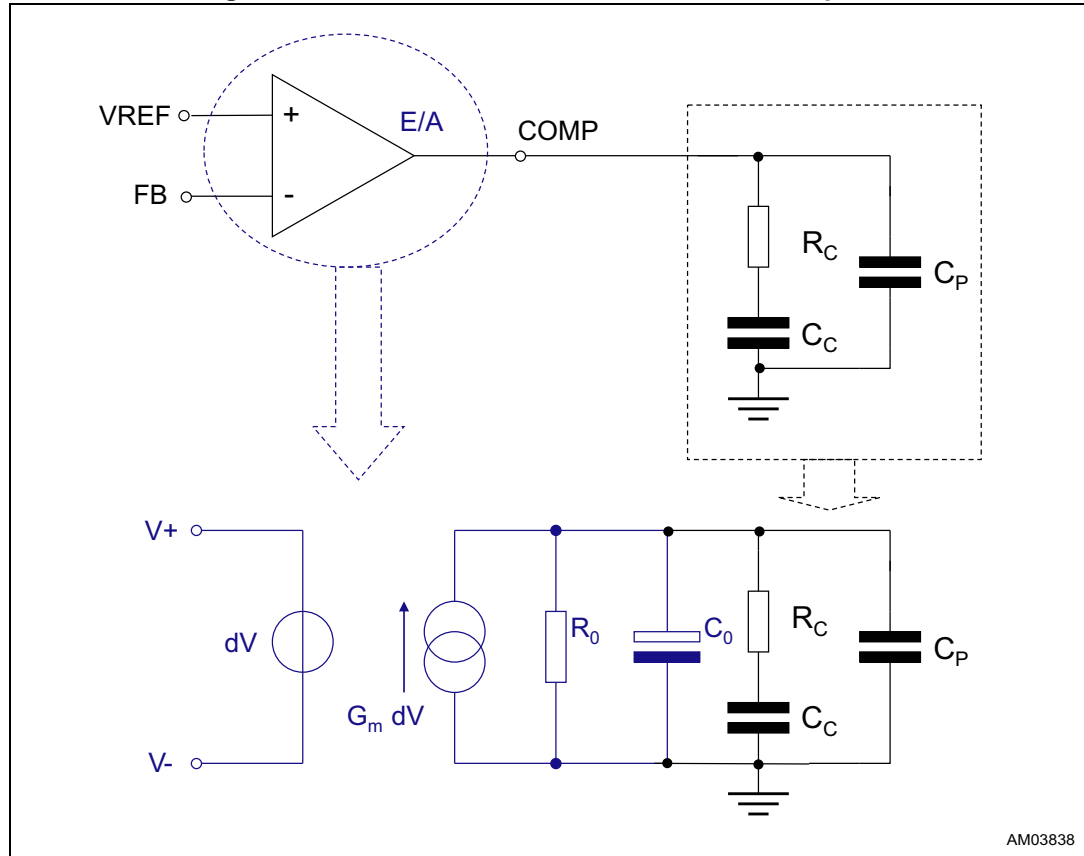 VREF
+
E/A
COMP
FB
-
R_C
C_P
C_C
V+
dV
G_m dV
R_0
C_0
R_C
C_P
C_C
V-
AM03838